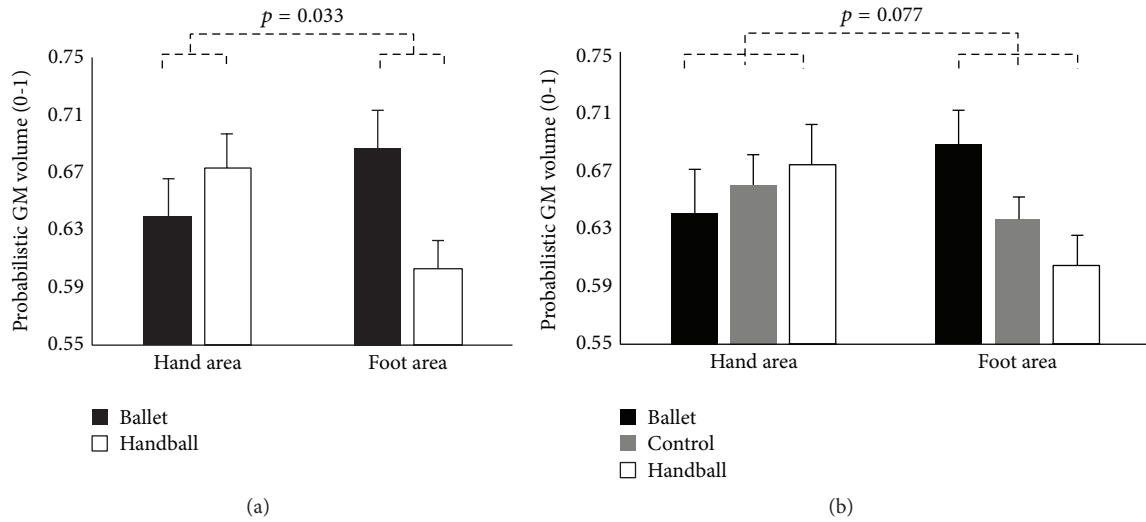 p = 0.033
Probabilistic GM volume (0-1)
0.75
0.71
0.67
0.63
0.59
0.55
Hand area
Foot area
Ballet
Handball
(a)
p = 0.077
Probabilistic GM volume (0-1)
0.75
0.71
0.67
0.63
0.59
0.55
Hand area
Foot area
Ballet
Control
Handball
(b)